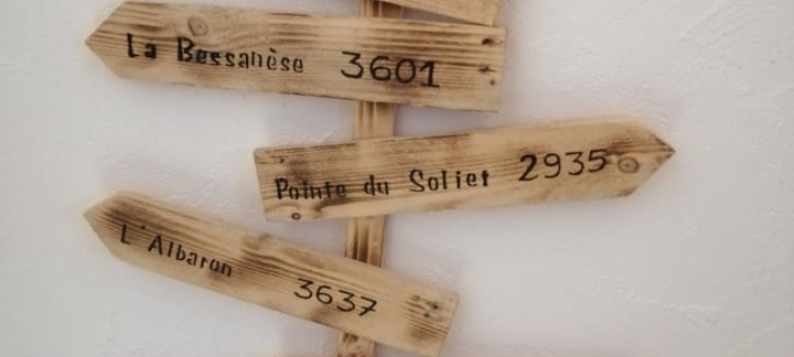 La Bessanèse 3601
Pointe du Soliet 2935
L'Albaron 3637